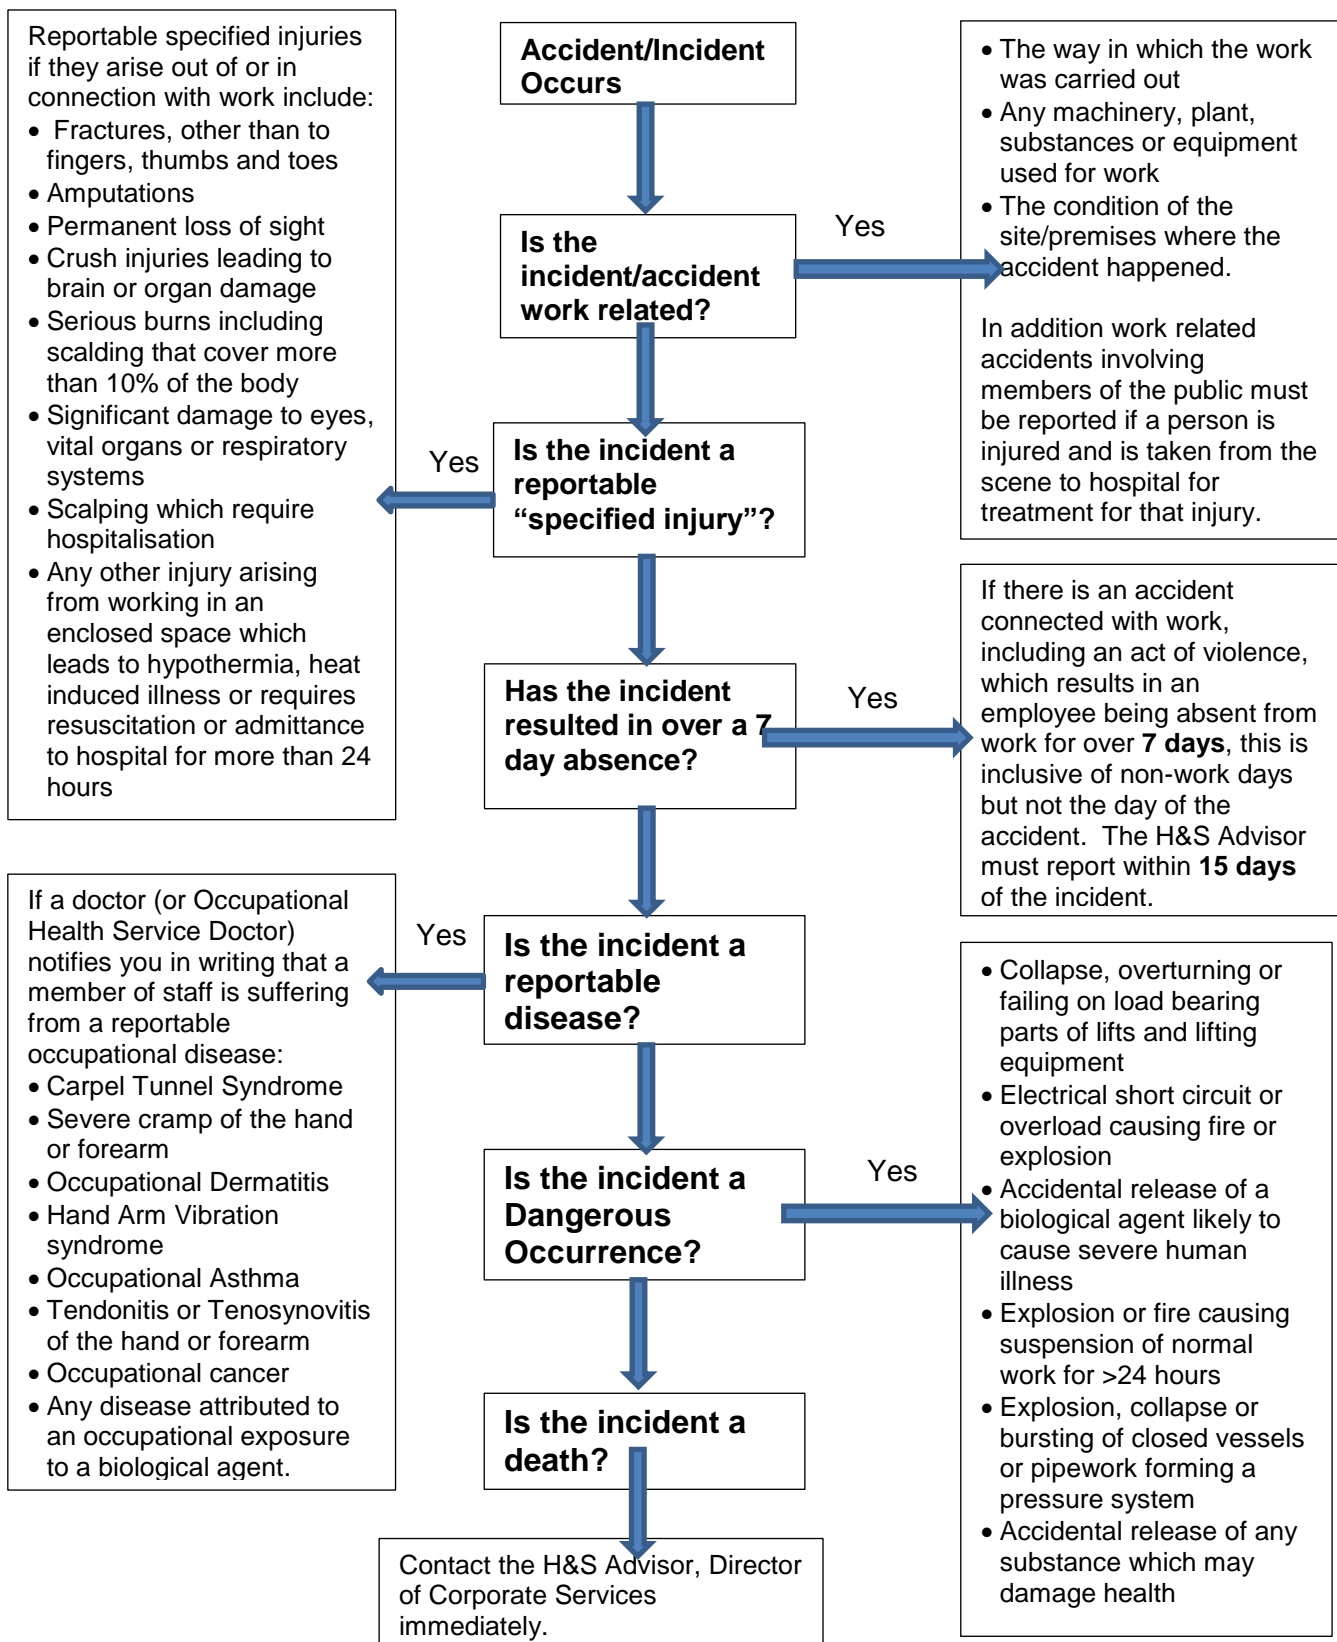 Reportable specified injuries
if they arise out of or in
connection with work include:
• Fractures, other than to
fingers, thumbs and toes
• Amputations
• Permanent loss of sight
• Crush injuries leading to
brain or organ damage
• Serious burns including
scalding that cover more
than 10% of the body
• Significant damage to eyes,
vital organs or respiratory
systems
• Scalping which require
hospitalisation
• Any other injury arising
from working in an
enclosed space which
leads to hypothermia, heat
induced illness or requires
resuscitation or admittance
to hospital for more than 24
hours
Accident/Incident
Occurs
• The way in which the work
was carried out
• Any machinery, plant,
substances or equipment
used for work
• The condition of the
site/premises where the
accident happened.
In addition work related
accidents involving
members of the public must
be reported if a person is
injured and is taken from the
scene to hospital for
treatment for that injury.
Is the
incident/accident
work related?
Yes
Is the incident a
reportable
“specified injury”?
Yes
Has the incident
resulted in over a 7
day absence?
Yes
If there is an accident
connected with work,
including an act of violence,
which results in an
employee being absent from
work for over 7 days, this is
inclusive of non-work days
but not the day of the
accident. The H&S Advisor
must report within 15 days
of the incident.
If a doctor (or Occupational
Health Service Doctor)
notifies you in writing that a
member of staff is suffering
from a reportable
occupational disease:
• Carpel Tunnel Syndrome
• Severe cramp of the hand
or forearm
• Occupational Dermatitis
• Hand Arm Vibration
syndrome
• Occupational Asthma
• Tendonitis or Tenosynovitis
of the hand or forearm
• Occupational cancer
• Any disease attributed to
an occupational exposure
to a biological agent.
Yes
Is the incident a
reportable
disease?
Is the incident a
Dangerous
Occurrence?
Yes
• Collapse, overturning or
failing on load bearing
parts of lifts and lifting
equipment
• Electrical short circuit or
overload causing fire or
explosion
• Accidental release of a
biological agent likely to
cause severe human
illness
• Explosion or fire causing
suspension of normal
work for >24 hours
• Explosion, collapse or
bursting of closed vessels
or pipework forming a
pressure system
• Accidental release of any
substance which may
damage health
Is the incident a
death?
Contact the H&S Advisor, Director
of Corporate Services
immediately.